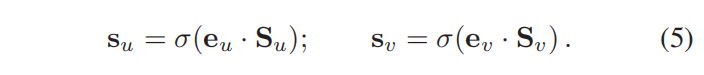 s_u = σ(e_u · S_u); s_v = σ(e_v · S_v) . (5)